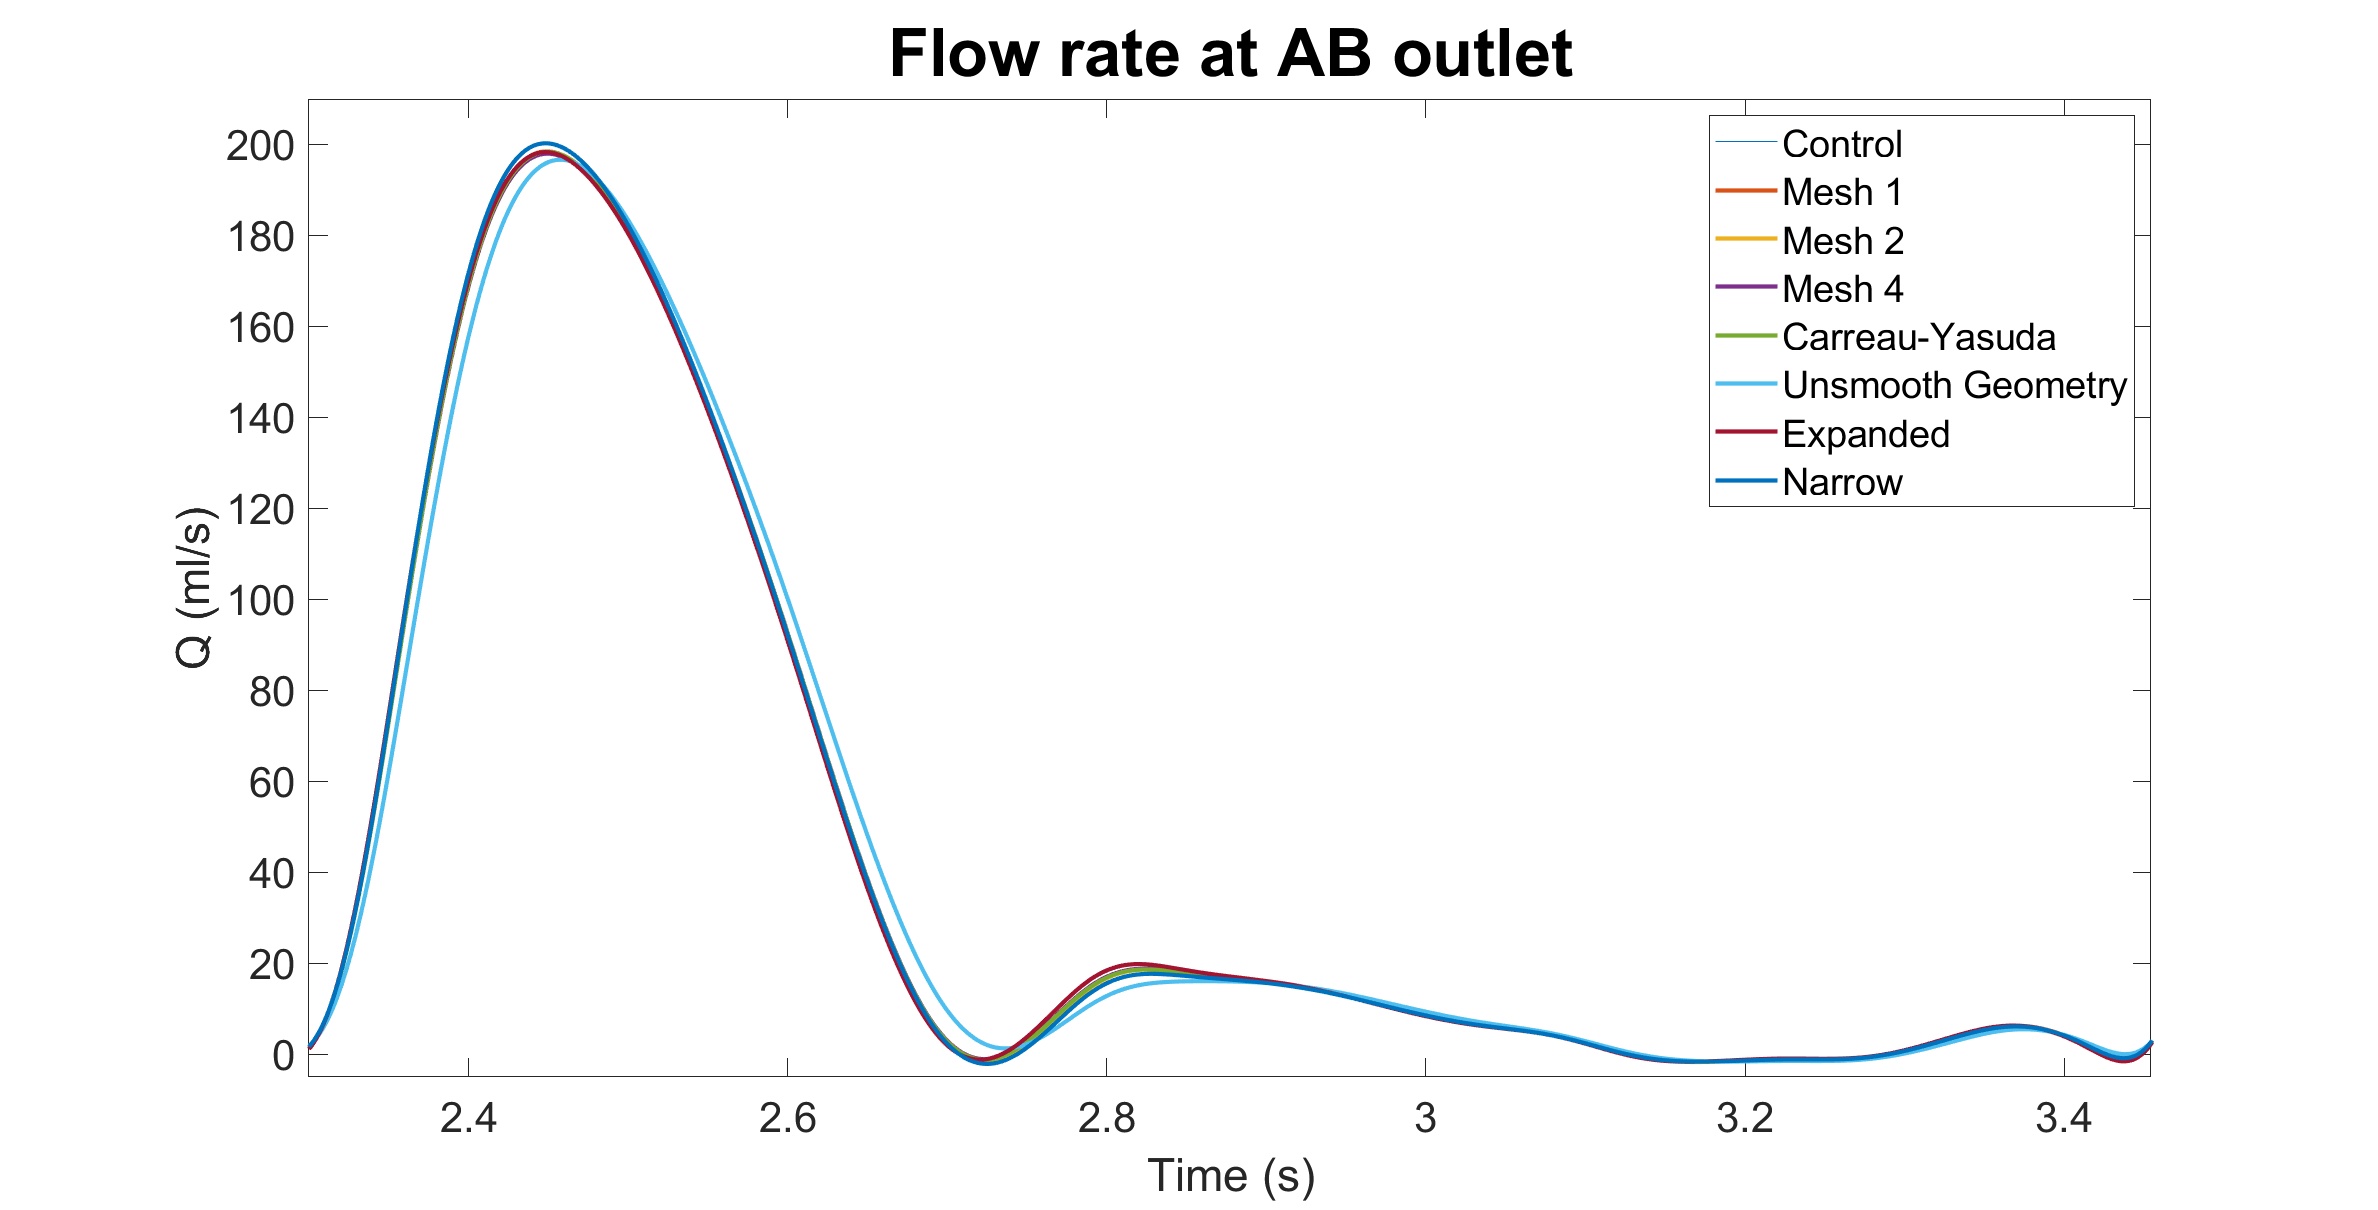 Flow rate at AB outlet
200
180
160
140
120
100
80
60
40
20
0
Q (ml/s)
Control
Mesh 1
Mesh 2
Mesh 4
Carreau-Yasuda
Unsmooth Geometry
Expanded
Narrow
2.4 2.6 2.8 3 3.2 3.4
Time (s)